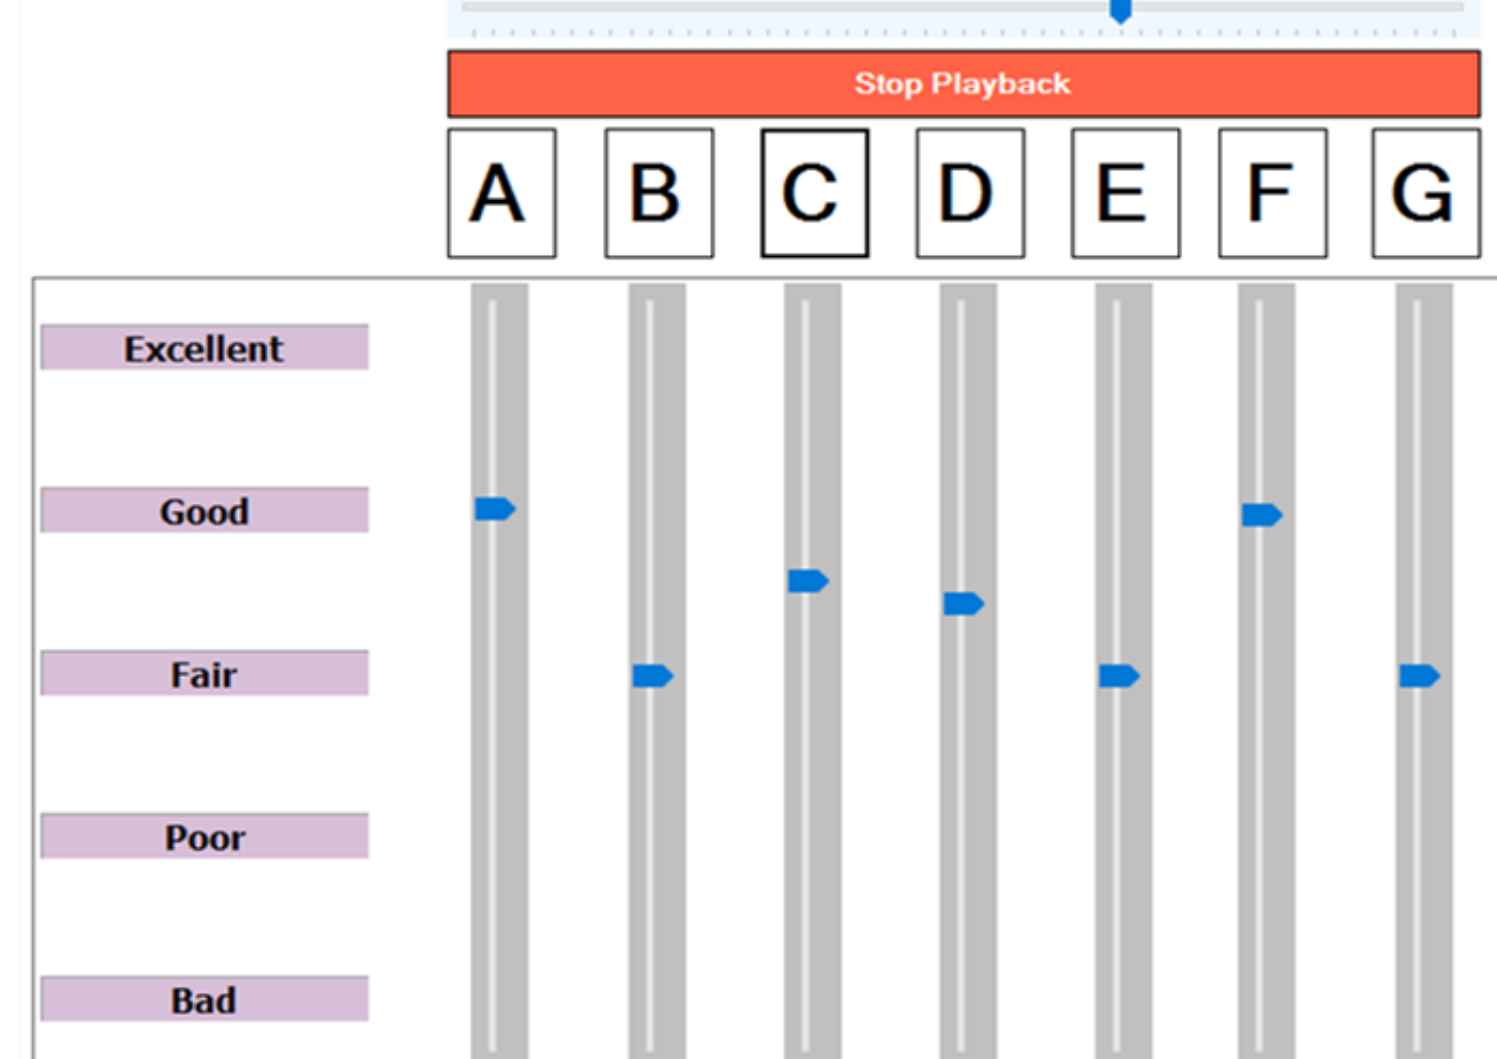 Stop Playback
A B C D E F G
Excellent
Good
Fair
Poor
Bad